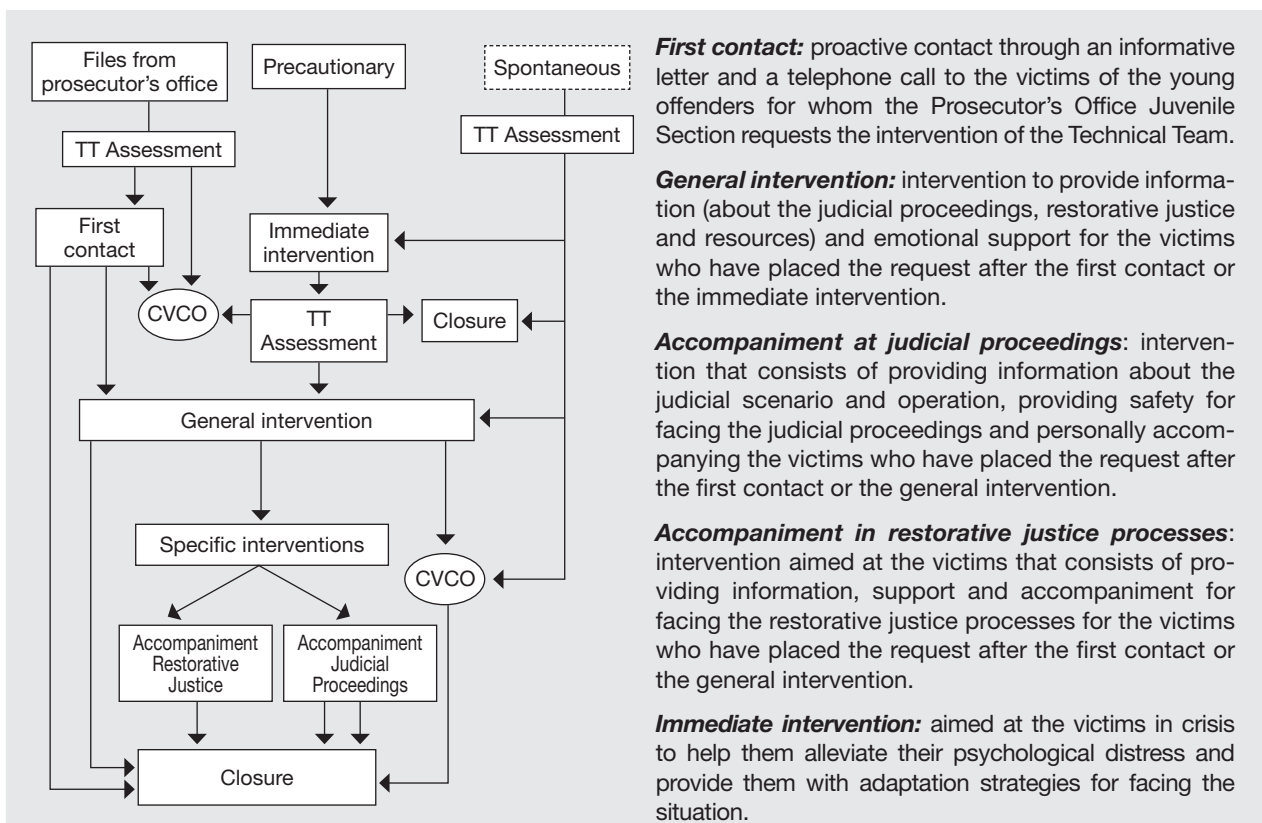 Files from
prosecutor's office
Precautionary
Spontaneous
TT Assessment
TT Assessment
First
contact
Immediate
intervention
CVCO
TT
Assessment
Closure
General intervention
Specific interventions
CVCO
Accompaniment
Restorative
Justice
Accompaniment
Judicial
Proceedings
Closure
First contact: proactive contact through an informative
letter and a telephone call to the victims of the young
offenders for whom the Prosecutor's Office Juvenile
Section requests the intervention of the Technical Team.
General intervention: intervention to provide informa-
tion (about the judicial proceedings, restorative justice
and resources) and emotional support for the victims
who have placed the request after the first contact or
the immediate intervention.
Accompaniment at judicial proceedings: interven-
tion that consists of providing information about the
judicial scenario and operation, providing safety for
facing the judicial proceedings and personally accom-
panying the victims who have placed the request after
the first contact or the general intervention.
Accompaniment in restorative justice processes:
intervention aimed at the victims that consists of pro-
viding information, support and accompaniment for
facing the restorative justice processes for the victims
who have placed the request after the first contact or
the general intervention.
Immediate intervention: aimed at the victims in crisis
to help them alleviate their psychological distress and
provide them with adaptation strategies for facing the
situation.